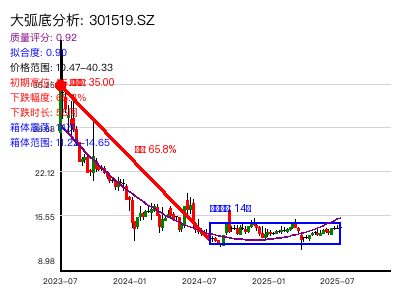 大弧底分析: 301519.SZ
质量评分: 0.92
拟合度: 0.90
价格范围: 10.47~40.33
初期高位: 35.00
下跌幅度:
下跌时长:
箱体震荡:
箱体范围: 11.22~14.65
65.8%
14
22.12
15.55
8.98
2023-07 2024-01 2024-07 2025-01 2025-07